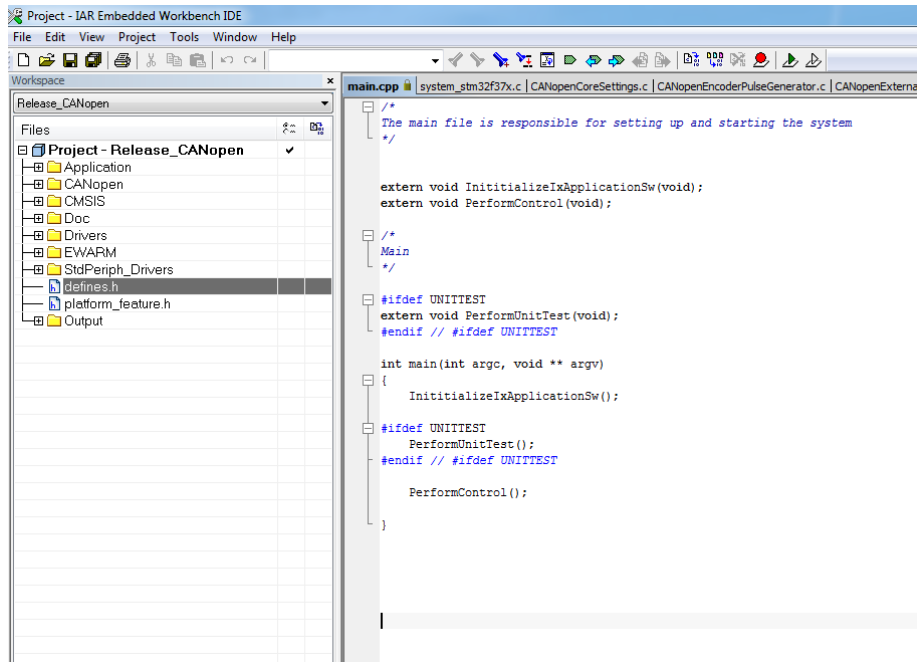 Project - IAR Embedded Workbench IDE
File Edit View Project Tools Window Help
Workspace
Release_CANopen
Files
Project - Release_CANopen
Application
CANopen
CMSIS
Doc
Drivers
EWARM
StdPeriph_Drivers
defines.h
platform_feature.h
Output
main.cpp system_stm32f37x.c | CANopenCoreSettings.c | CANopenEncoderPulseGenerator.c | CANopenExterna
/*
The main file is responsible for setting up and starting the system
*/
extern void InititializeIxApplicationSw(void);
extern void PerformControl(void);
/*
Main
*/
#ifdef UNITTEST
extern void PerformUnitTest(void);
#endif // #ifdef UNITTEST
int main(int argc, void ** argv)
{
InititializeIxApplicationSw();
#ifdef UNITTEST
PerformUnitTest();
#endif // #ifdef UNITTEST
PerformControl();
}